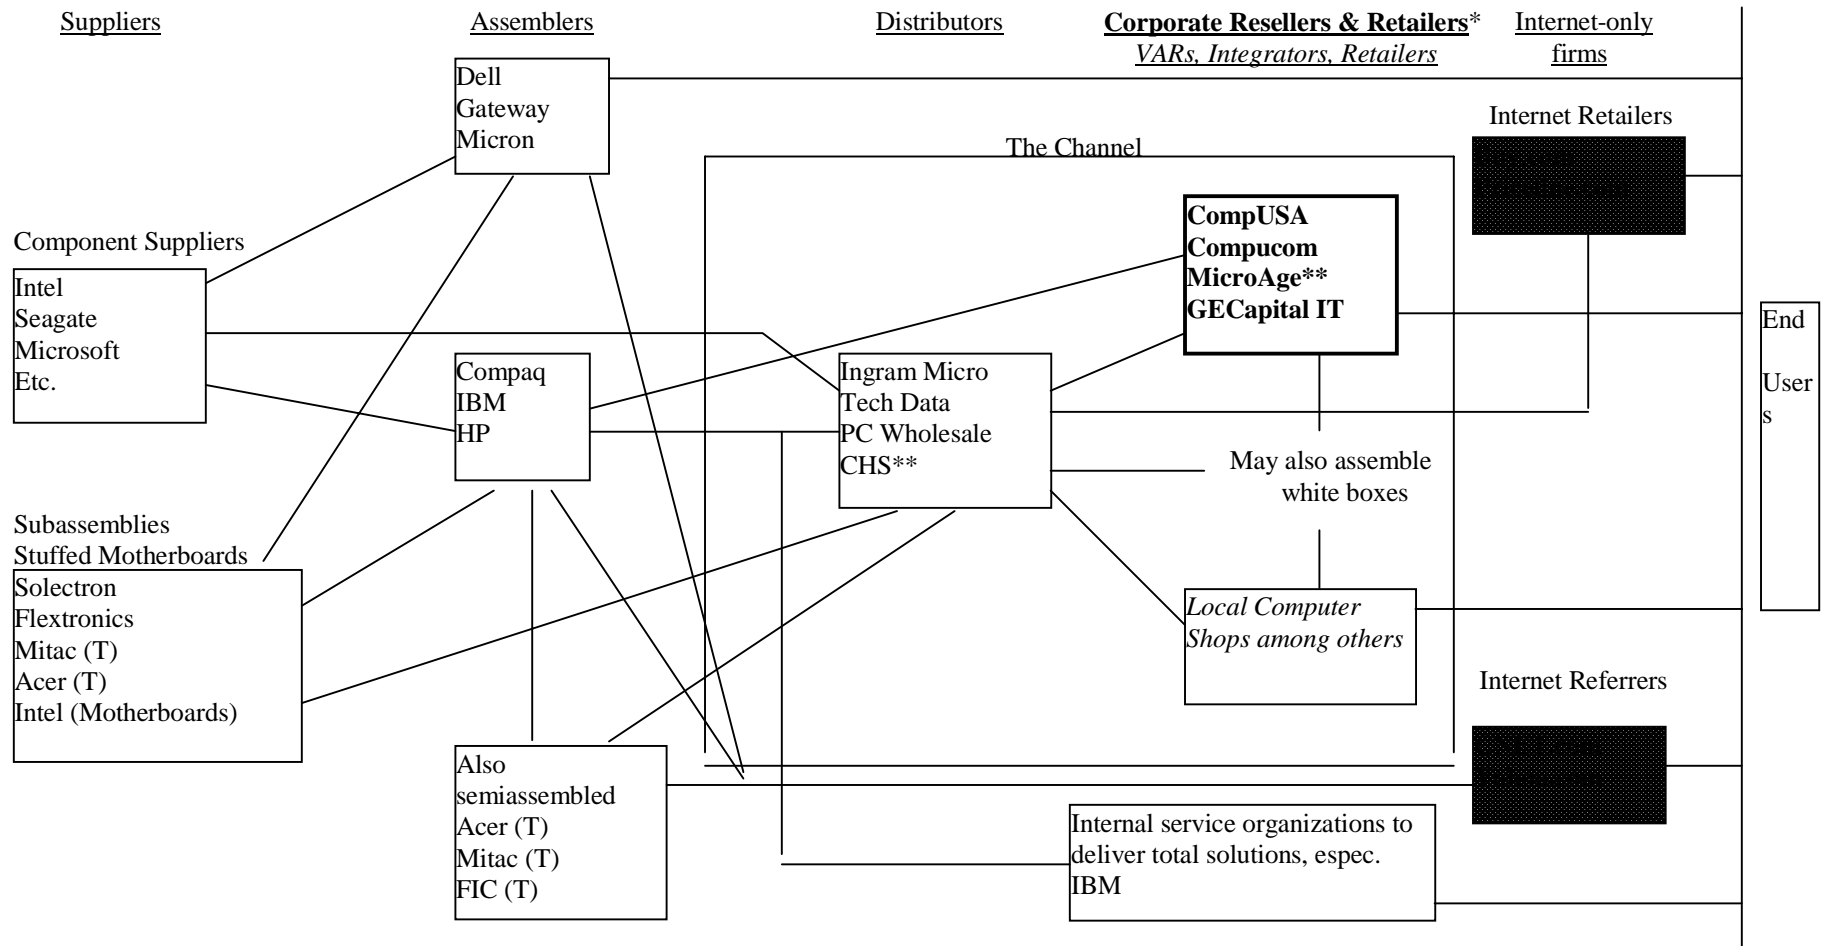 Suppliers
Assemblers
Distributors
Corporate Resellers & Retailers*
VARs, Integrators, Retailers
Internet-only
firms
Dell
Gateway
Micron
Internet Retailers
The Channel
CompUSA
Compucom
MicroAge**
GECapital IT
Component Suppliers
Intel
Seagate
Microsoft
Etc.
Compaq
IBM
HP
Ingram Micro
Tech Data
PC Wholesale
CHS**
End
User
s
May also assemble
white boxes
Subassemblies
Stuffed Motherboards
Solectron
Flextronics
Mitac (T)
Acer (T)
Intel (Motherboards)
Local Computer
Shops among others
Internet Referrers
Also
semiassembled
Acer (T)
Mitac (T)
FIC (T)
Internal service organizations to
deliver total solutions, espec.
IBM